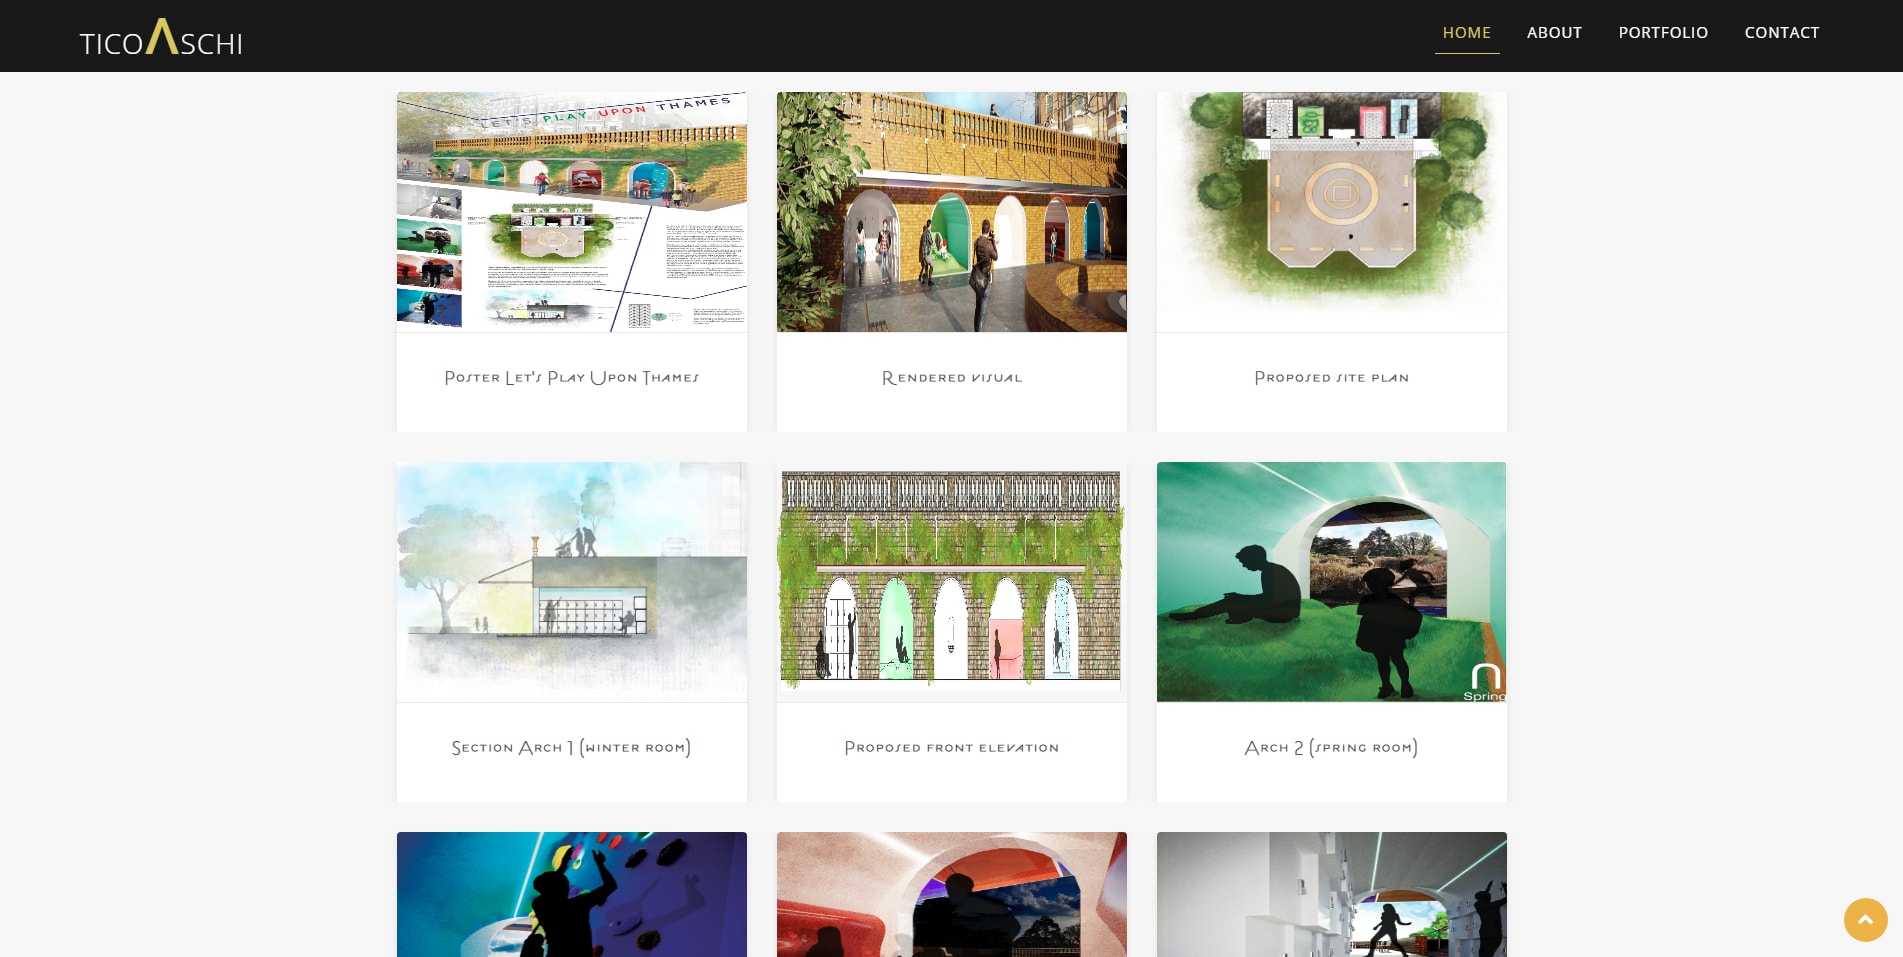 TICOΛSCHI
HOME
ABOUT
PORTFOLIO
CONTACT
LET'S PLAY UPON THAMES
Poster Let's Play Upon Thames
Rendered visual
Proposed site plan
Spring
Section Arch 1 (winter room)
Proposed front elevation
Arch 2 (spring room)